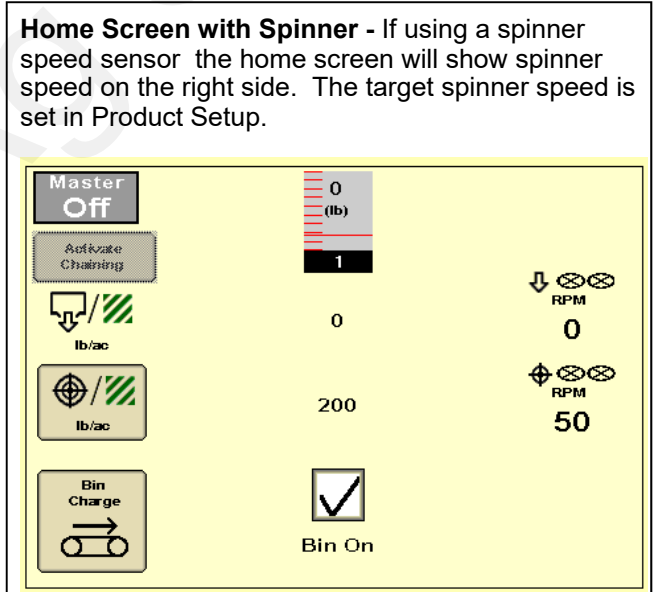 Home Screen with Spinner - If using a spinner
speed sensor  the home screen will show spinner
speed on the right side.  The target spinner speed is
set in Product Setup.
Master
Off
0
(lb)
1
Activate
Chaining
lb/ac
0
RPM
0
lb/ac
200
RPM
50
Bin
Charge
Bin On